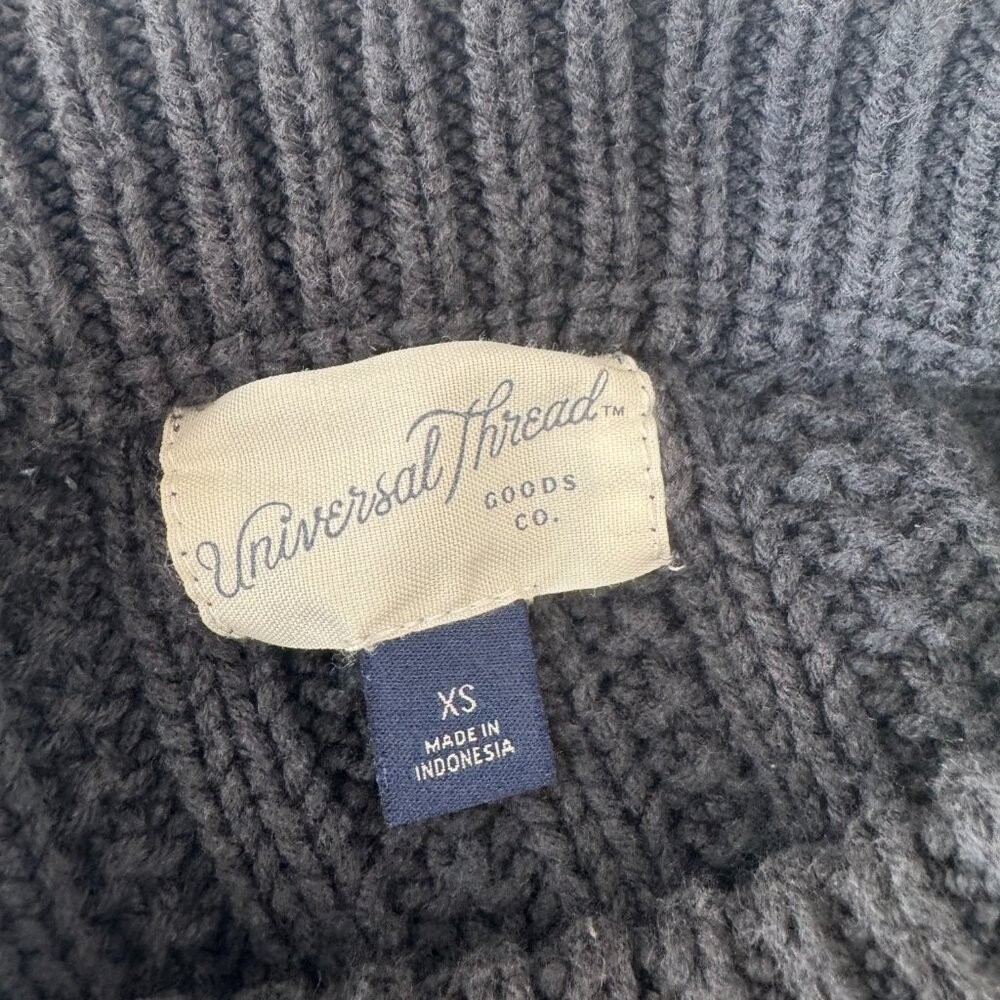 Universal Thread™
GOODS
CO.
XS
MADE IN
INDONESIA